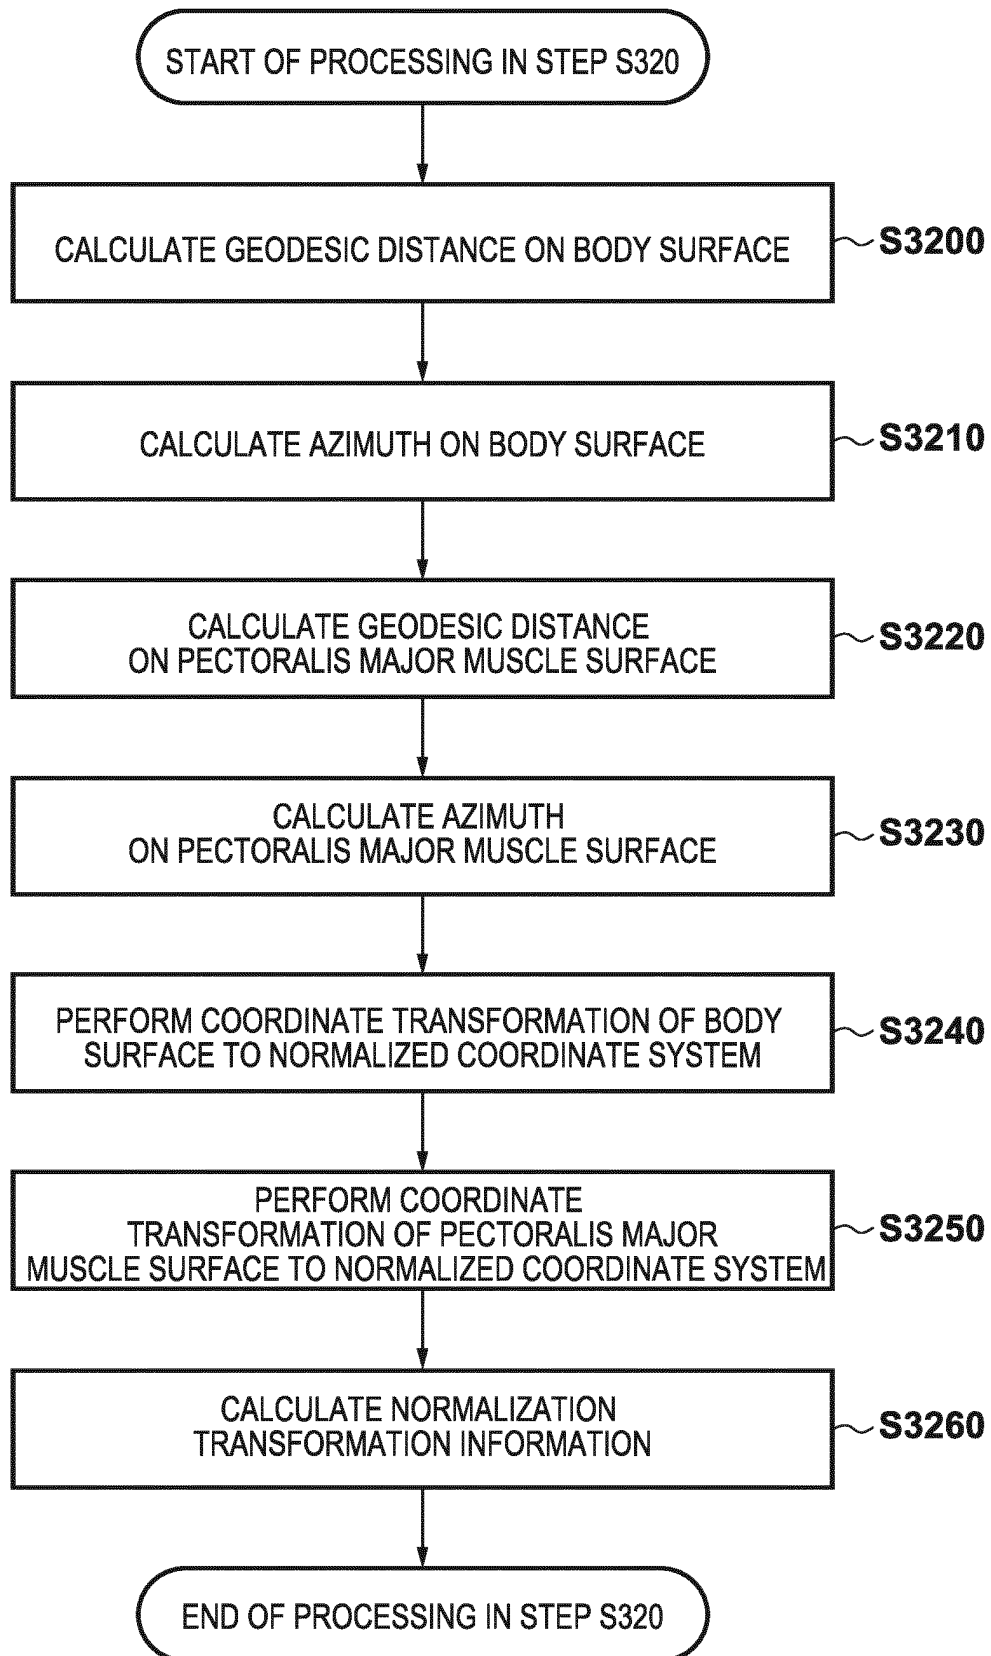 START OF PROCESSING IN STEP S320
CALCULATE GEODESIC DISTANCE ON BODY SURFACE
S3200
CALCULATE AZIMUTH ON BODY SURFACE
S3210
CALCULATE GEODESIC DISTANCE
ON PECTORALIS MAJOR MUSCLE SURFACE
S3220
CALCULATE AZIMUTH
ON PECTORALIS MAJOR MUSCLE SURFACE
S3230
PERFORM COORDINATE TRANSFORMATION OF BODY
SURFACE TO NORMALIZED COORDINATE SYSTEM
S3240
PERFORM COORDINATE
TRANSFORMATION OF PECTORALIS MAJOR
MUSCLE SURFACE TO NORMALIZED COORDINATE SYSTEM
S3250
CALCULATE NORMALIZATION
TRANSFORMATION INFORMATION
S3260
END OF PROCESSING IN STEP S320